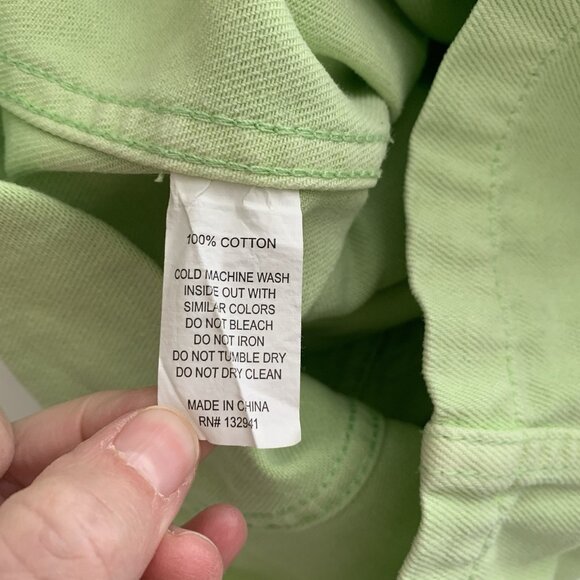 100% COTTON
COLD MACHINE WASH
INSIDE OUT WITH
SIMILAR COLORS
DO NOT BLEACH
DO NOT IRON
DO NOT TUMBLE DRY
DO NOT DRY CLEAN
MADE IN CHINA
RN# 132941